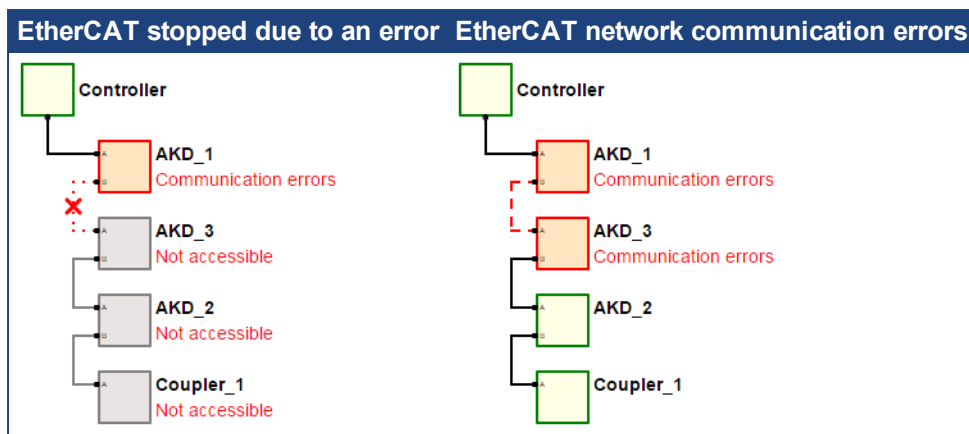 EtherCAT stopped due to an error
EtherCAT network communication errors
Controller
A
AKD_1
B
Communication errors
A
AKD_3
B
Not accessible
A
AKD_2
B
Not accessible
A
Coupler_1
Not accessible
Controller
A
AKD_1
B
Communication errors
A
AKD_3
B
Communication errors
A
AKD_2
B
A
Coupler_1